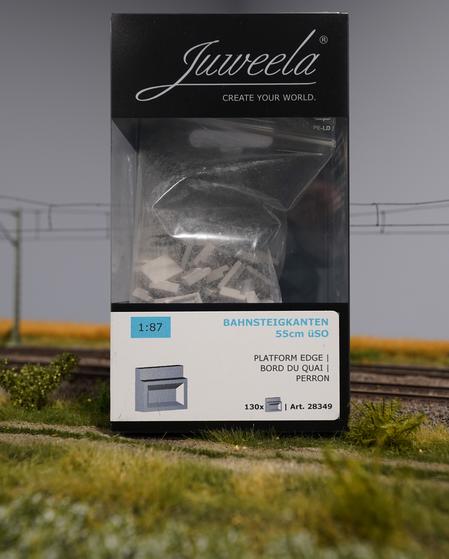 Juweela®
CREATE YOUR WORLD.
PE-LD
1:87
BAHNSTEIGKANTEN
55cm üSO
PLATFORM EDGE |
BORD DU QUAI |
PERRON
130x | Art. 28349